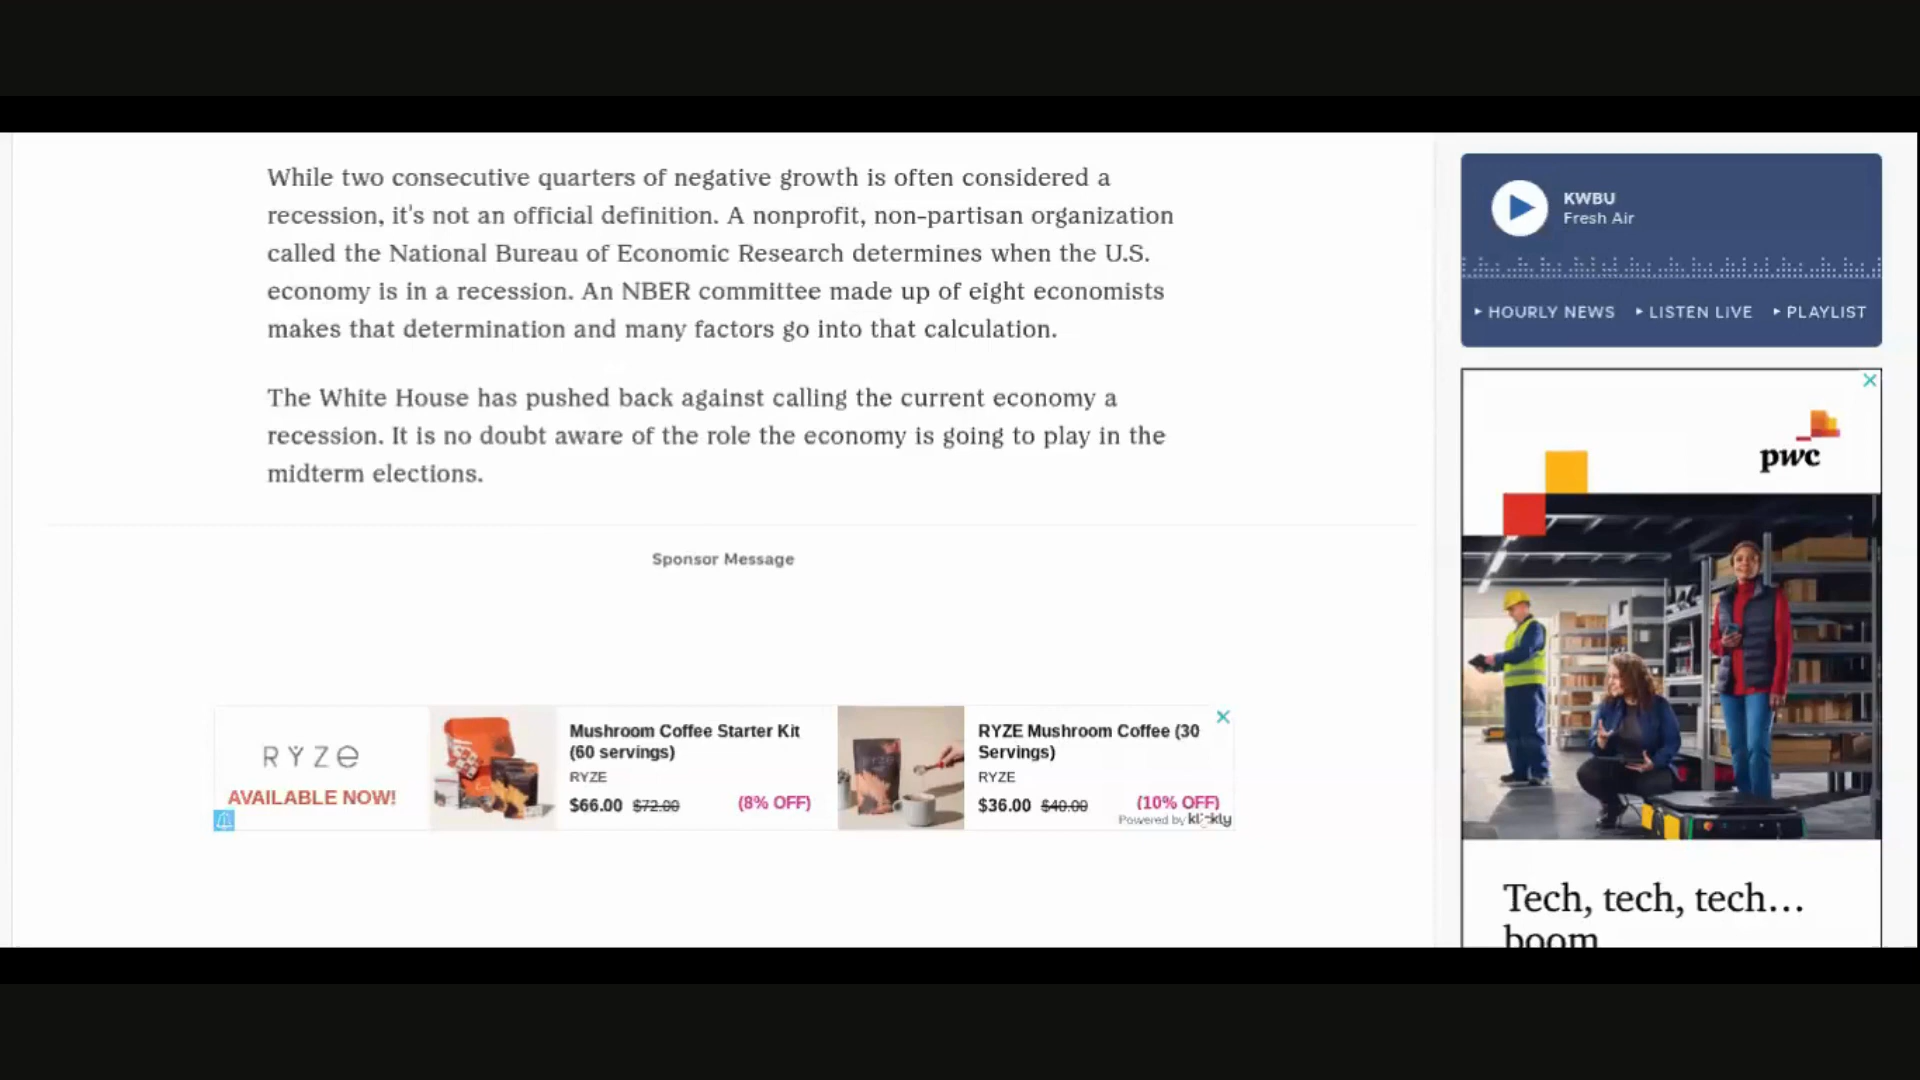 While two consecutive quarters of negative growth is often considered a
recession, it's not an official definition. A nonprofit, non-partisan organization
called the National Bureau of Economic Research determines when the U.S.
economy is in a recession. An NBER committee made up of eight economists
makes that determination and many factors go into that calculation.
The White House has pushed back against calling the current economy a
recession. It is no doubt aware of the role the economy is going to play in the
midterm elections.
Sponsor Message
RYZE
AVAILABLE NOW!
Mushroom Coffee Starter Kit
(60 servings)
RYZE
$66.00 $72.00 (8% OFF)
RYZE Mushroom Coffee (30
Servings)
RYZE
$36.00 $40.00 (10% OFF)
Powered by klickly
KWBU
Fresh Air
HOURLY NEWS LISTEN LIVE PLAYLIST
pwc
Tech, tech, tech...
boom